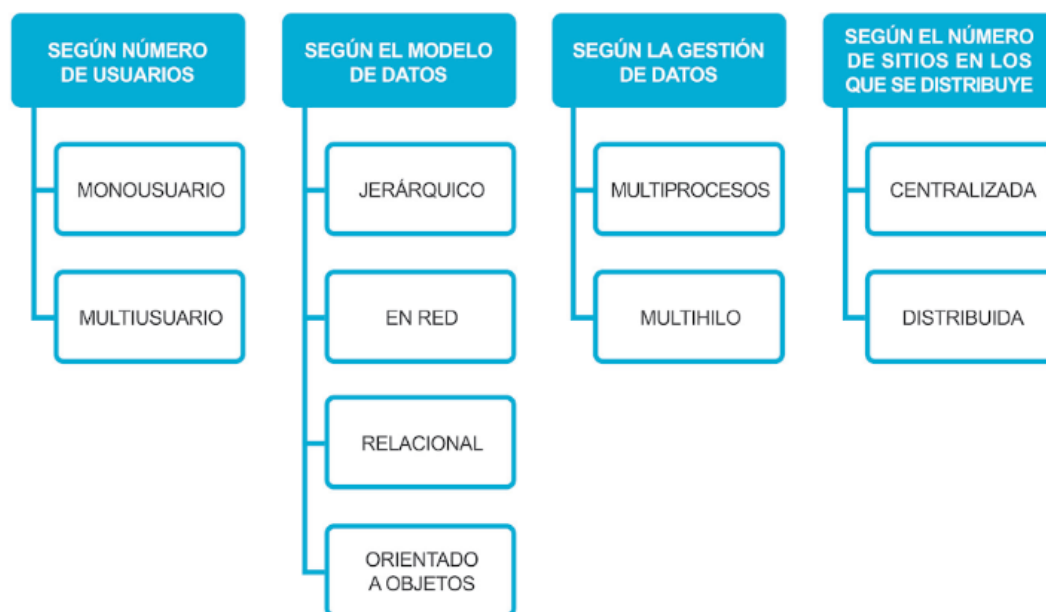 SEGÚN NÚMERO
DE USUARIOS
MONOUSUARIO
MULTIUSUARIO
SEGÚN EL MODELO
DE DATOS
JERÁRQUICO
EN RED
RELACIONAL
ORIENTADO
A OBJETOS
SEGÚN LA GESTIÓN
DE DATOS
MULTIPROCESOS
MULTIHILO
SEGÚN EL NÚMERO
DE SITIOS EN LOS
QUE SE DISTRIBUYE
CENTRALIZADA
DISTRIBUIDA